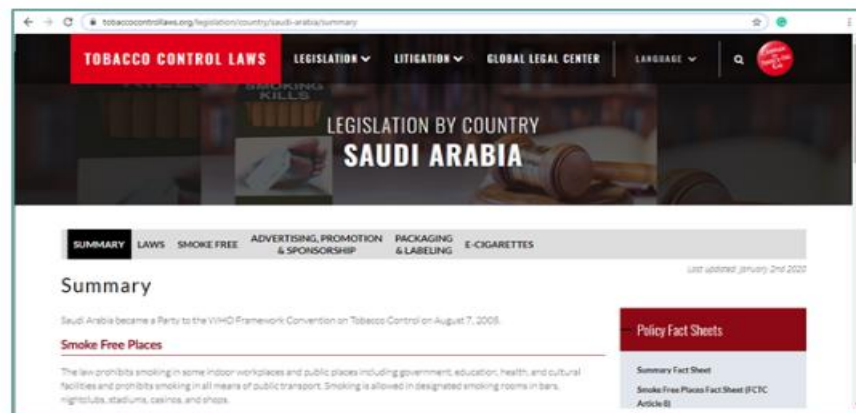 tobaccocontrollaws.org/legislation/country/saudi-arabia/summary
TOBACCO CONTROL LAWS LEGISLATION LITIGATION GLOBAL LEGAL CENTER LANGUAGE
SMOKING
KILLS
LEGISLATION BY COUNTRY
SAUDI ARABIA
SUMMARY LAWS SMOKE FREE ADVERTISING, PROMOTION & SPONSORSHIP PACKAGING & LABELING E-CIGARETTES
Last updated: January 2nd 2020
Summary
Saudi Arabia became a Party to the WHO Framework Convention on Tobacco Control on August 7, 2005.
Smoke Free Places
The law prohibits smoking in some indoor workplaces and public places including government, education, health, and cultural
facilities and prohibits smoking in all means of public transport. Smoking is allowed in designated smoking rooms in bars,
nightclubs, stadiums, casinos, and shops.
Policy Fact Sheets
Summary Fact Sheet
Smoke Free Places Fact Sheet (FCTC
Article 8)